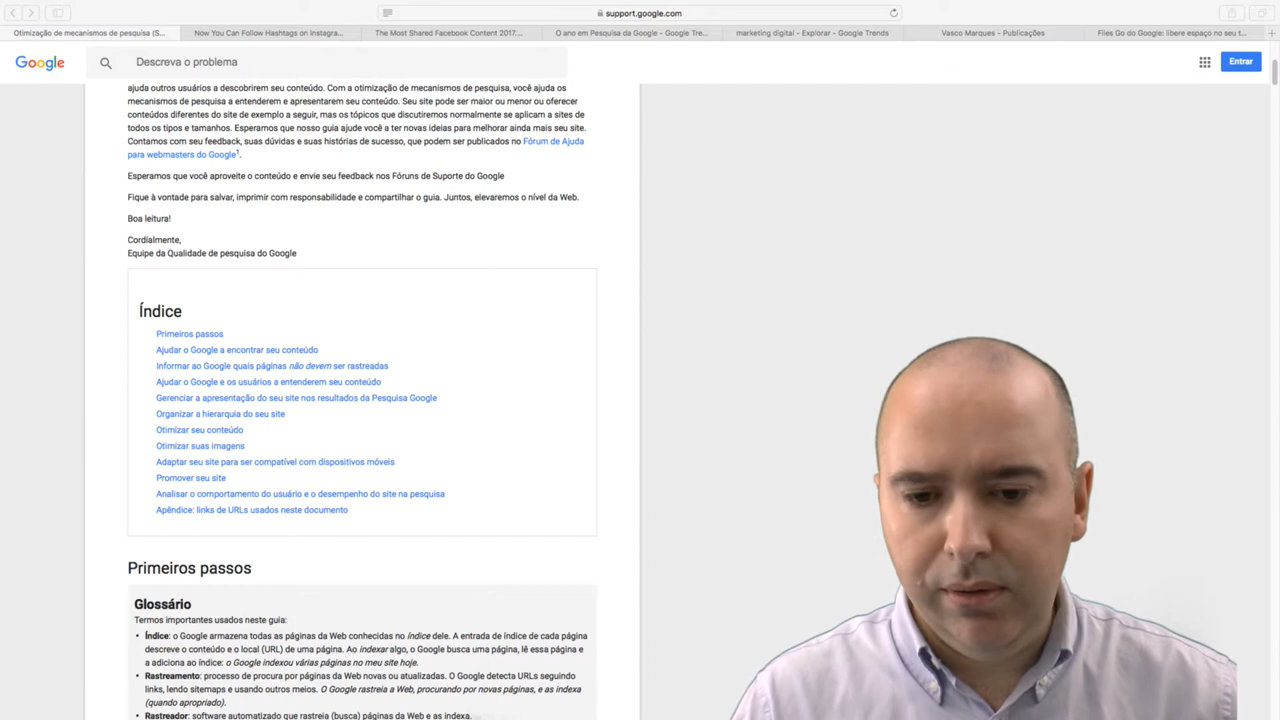 support.google.com
Otimização de mecanismos de pesquisa (S...
Now You Can Follow Hashtags on Instagra...
The Most Shared Facebook Content 2017...
O ano em Pesquisa da Google - Google Tre...
marketing digital - Explorar - Google Trends
Vasco Marques - Publicações
Files Go do Google: libere espaço no seu t...
Google
Descreva o problema
Entrar
ajuda outros usuários a descobrirem seu conteúdo. Com a otimização de mecanismos de pesquisa, você ajuda os
mecanismos de pesquisa a entenderem e apresentarem seu conteúdo. Seu site pode ser maior ou menor ou oferecer
conteúdos diferentes do site de exemplo a seguir, mas os tópicos que discutiremos normalmente se aplicam a sites de
todos os tipos e tamanhos. Esperamos que nosso guia ajude você a ter novas ideias para melhorar ainda mais seu site.
Contamos com seu feedback, suas dúvidas e suas histórias de sucesso, que podem ser publicados no Fórum de Ajuda
para webmasters do Google¹.
Esperamos que você aproveite o conteúdo e envie seu feedback nos Fóruns de Suporte do Google
Fique à vontade para salvar, imprimir com responsabilidade e compartilhar o guia. Juntos, elevaremos o nível da Web.
Boa leitura!
Cordialmente,
Equipe da Qualidade de pesquisa do Google
Índice
Primeiros passos
Ajudar o Google a encontrar seu conteúdo
Informar ao Google quais páginas não devem ser rastreadas
Ajudar o Google e os usuários a entenderem seu conteúdo
Gerenciar a apresentação do seu site nos resultados da Pesquisa Google
Organizar a hierarquia do seu site
Otimizar seu conteúdo
Otimizar suas imagens
Adaptar seu site para ser compatível com dispositivos móveis
Promover seu site
Analisar o comportamento do usuário e o desempenho do site na pesquisa
Apêndice: links de URLs usados neste documento
Primeiros passos
Glossário
Termos importantes usados neste guia:
• Índice: o Google armazena todas as páginas da Web conhecidas no índice dele. A entrada de índice de cada página
descreve o conteúdo e o local (URL) de uma página. Ao indexar algo, o Google busca uma página, lê essa página e
a adiciona ao índice: o Google indexou várias páginas no meu site hoje.
• Rastreamento: processo de procura por páginas da Web novas ou atualizadas. O Google detecta URLs seguindo
links, lendo sitemaps e usando outros meios. O Google rastreia a Web, procurando por novas páginas, e as indexa
(quando apropriado).
• Rastreador: software automatizado que rastreia (busca) páginas da Web e as indexa.